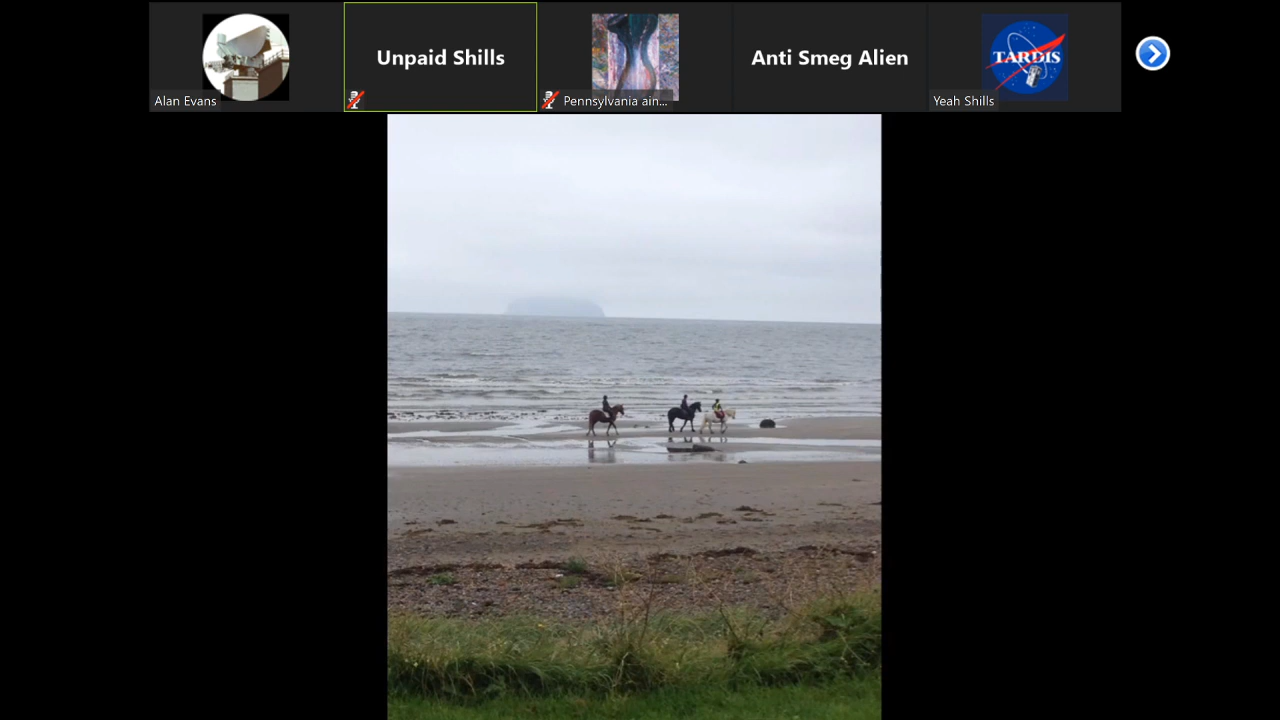 Alan Evans
Unpaid Shills
Pennsylvania ain...
Anti Smeg Alien
TARDIS
Yeah Shills